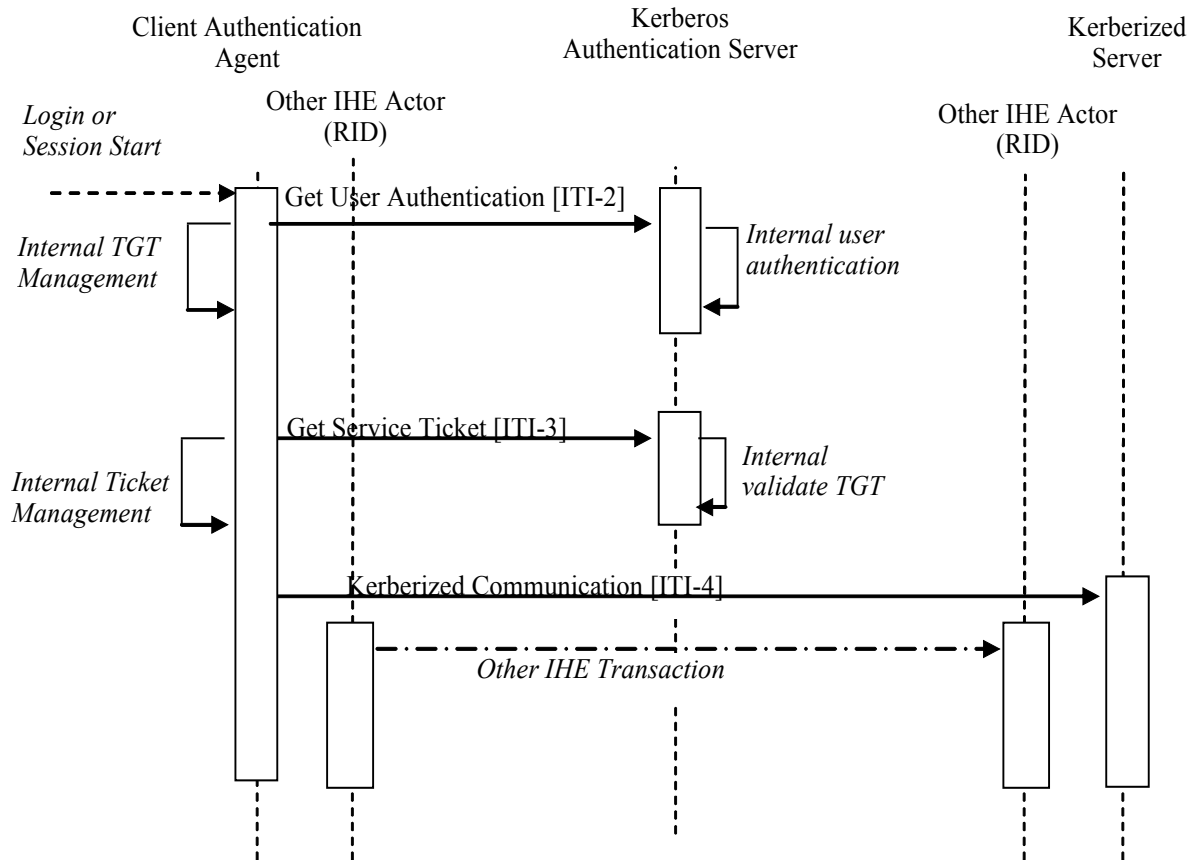 Client Authentication
Agent
Kerberos
Authentication Server
Kerberized
Server
Other IHE Actor
(RID)
Other IHE Actor
(RID)
Login or
Session Start
Get User Authentication [ITI-2]
Internal TGT
Management
Internal user
authentication
Get Service Ticket [ITI-3]
Internal Ticket
Management
Internal
validate TGT
Kerberized Communication [ITI-4]
Other IHE Transaction